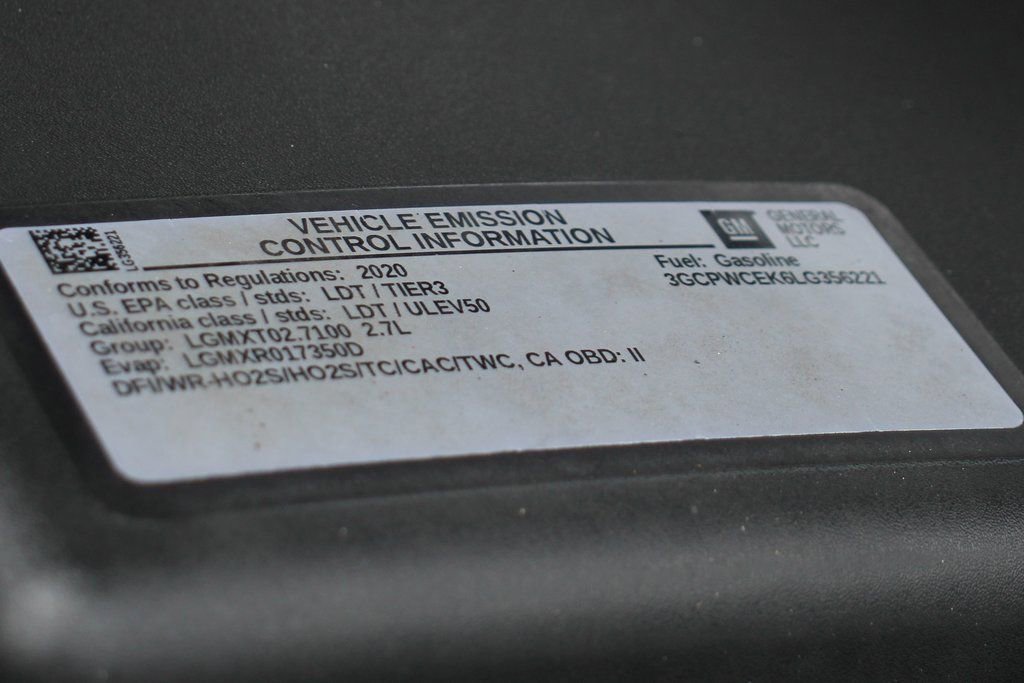 VEHICLE EMISSION
CONTROL INFORMATION
GM
GENERAL
MOTORS
LLC
LG356221
Conforms to Regulations: 2020
U.S. EPA class | stds: LDT | TIER3
California class | stds: LDT | ULEV50
Group: LGMXT02.7100 2.7L
Evap: LGMXR017350D
DFI/WR-HO2S/HO2S/TC/CAC/TWC, CA OBD: II
Fuel: Gasoline
3GCPWCEK6LG356221